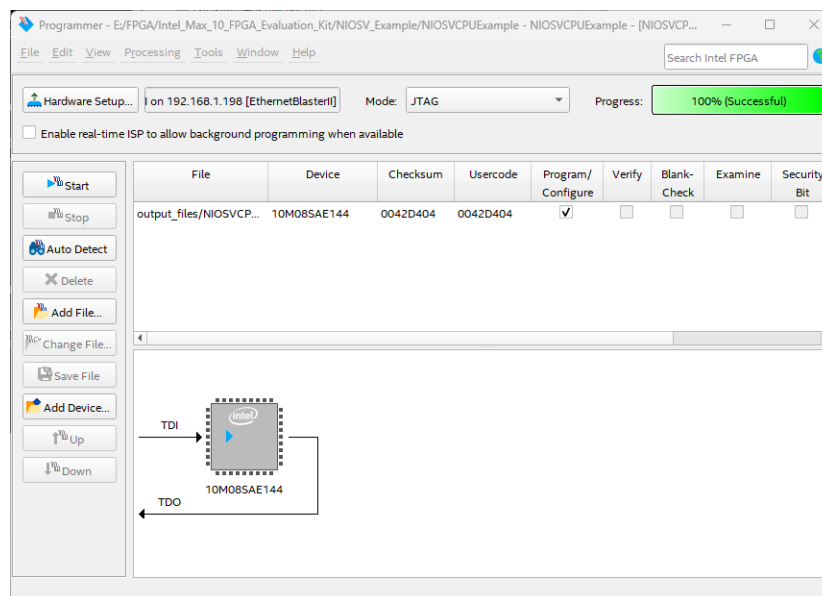 Programmer - E:/FPGA/Intel_Max_10_FPGA_Evaluation_Kit/NIOSV_Example/NIOSVCPUExample - NIOSVCPUExample - [NIOSVCP...
File Edit View Processing Tools Window Help
Search Intel FPGA
Hardware Setup... l on 192.168.1.198 [EthernetBlasterII] Mode: JTAG Progress: 100% (Successful)
Enable real-time ISP to allow background programming when available
Start
Stop
Auto Detect
Delete
Add File...
Change File...
Save File
Add Device...
Up
Down
File Device Checksum Usercode Program/ Verify Blank- Examine Security
Configure Check Bit
output_files/NIOSVCP... 10M08SAE144 0042D404 0042D404
intel
TDI
10M08SAE144
TDO